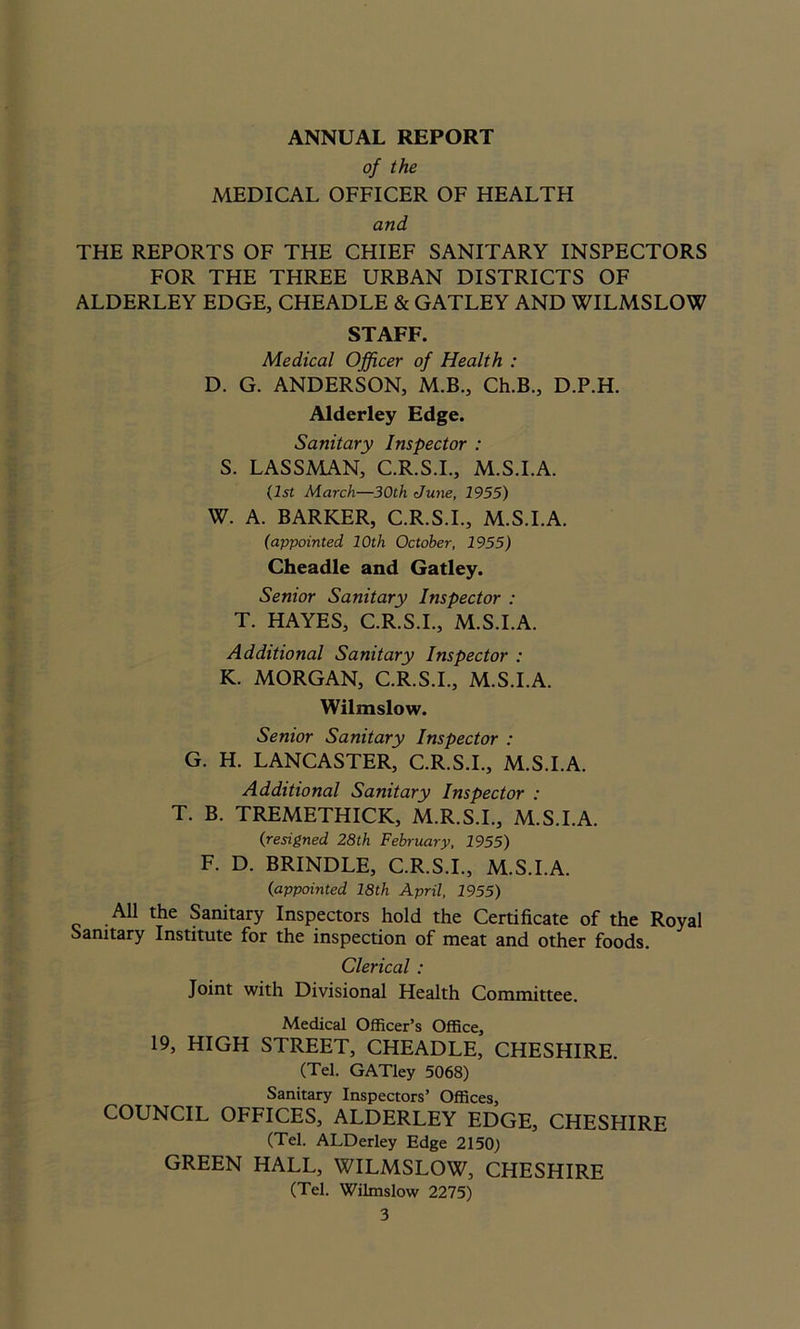 ANNUAL REPORT
of the
MEDICAL OFFICER OF HEALTH
and
THE REPORTS OF THE CHIEF SANITARY INSPECTORS
FOR THE THREE URBAN DISTRICTS OF
ALDERLEY EDGE, CHEADLE & GATLEY AND WILMSLOW
STAFF.
Medical Officer of Health :
D. G. ANDERSON, M.B., Ch.B., D.P.H.
Alderley Edge.
Sanitary Inspector :
S. LASSMAN, C.R.S.I., M.S.I.A.
(1st March—30th June, 1955)
W. A. BARKER, C.R.S.I., M.S.I.A.
(appointed 10th October, 1955)
Cheadle and Gatley.
Senior Sanitary Inspector :
T. HAYES, C.R.S.I., M.S.I.A.
Additional Sanitary Inspector :
K. MORGAN, C.R.S.I., M.S.I.A.
Wilmslow.
Senior Sanitary Inspector :
G. H. LANCASTER, C.R.S.I., M.S.I.A.
Additional Sanitary Inspector :
T. B. TREMETHICK, M.R.S.I., M.S.I.A.
(resigned 28th February, 1955)
F. D. BRINDLE, C.R.S.I., M.S.I.A.
(appointed 18th April, 1955)
All the Sanitary Inspectors hold the Certificate of the Royal
Sanitary Institute for the inspection of meat and other foods.
Clerical :
Joint with Divisional Health Committee.
Medical Officer's Office,
19, HIGH STREET, CHEADLE, CHESHIRE.
(Tel. GATley 5068)
Sanitary Inspectors' Offices,
COUNCIL OFFICES, ALDERLEY EDGE, CHESHIRE
(Tel. ALDerley Edge 2150)
GREEN HALL, WILMSLOW, CHESHIRE
(Tel. Wilmslow 2275)
3